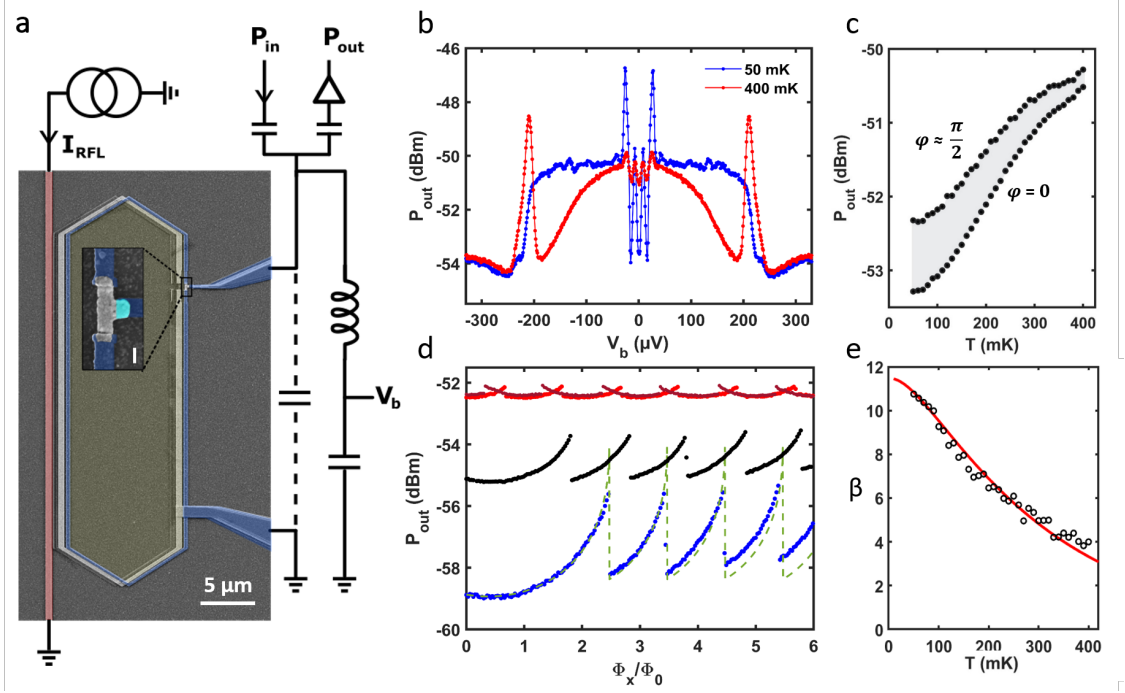 a
P_in
P_out
I_RFL
V_b
5 µm
b
-46
-48
-50
-52
-54
P_out (dBm)
50 mK
400 mK
-300
-200
-100
0
100
200
300
V_b (µV)
c
-50
-51
-52
-53
P_out (dBm)
φ ≈ π/2
φ = 0
0
100
200
300
400
T (mK)
d
-52
-54
-56
-58
-60
P_out (dBm)
0
1
2
3
4
5
6
Φ_x/Φ_0
e
12
10
8
6
4
2
0
β
0
100
200
300
400
T (mK)